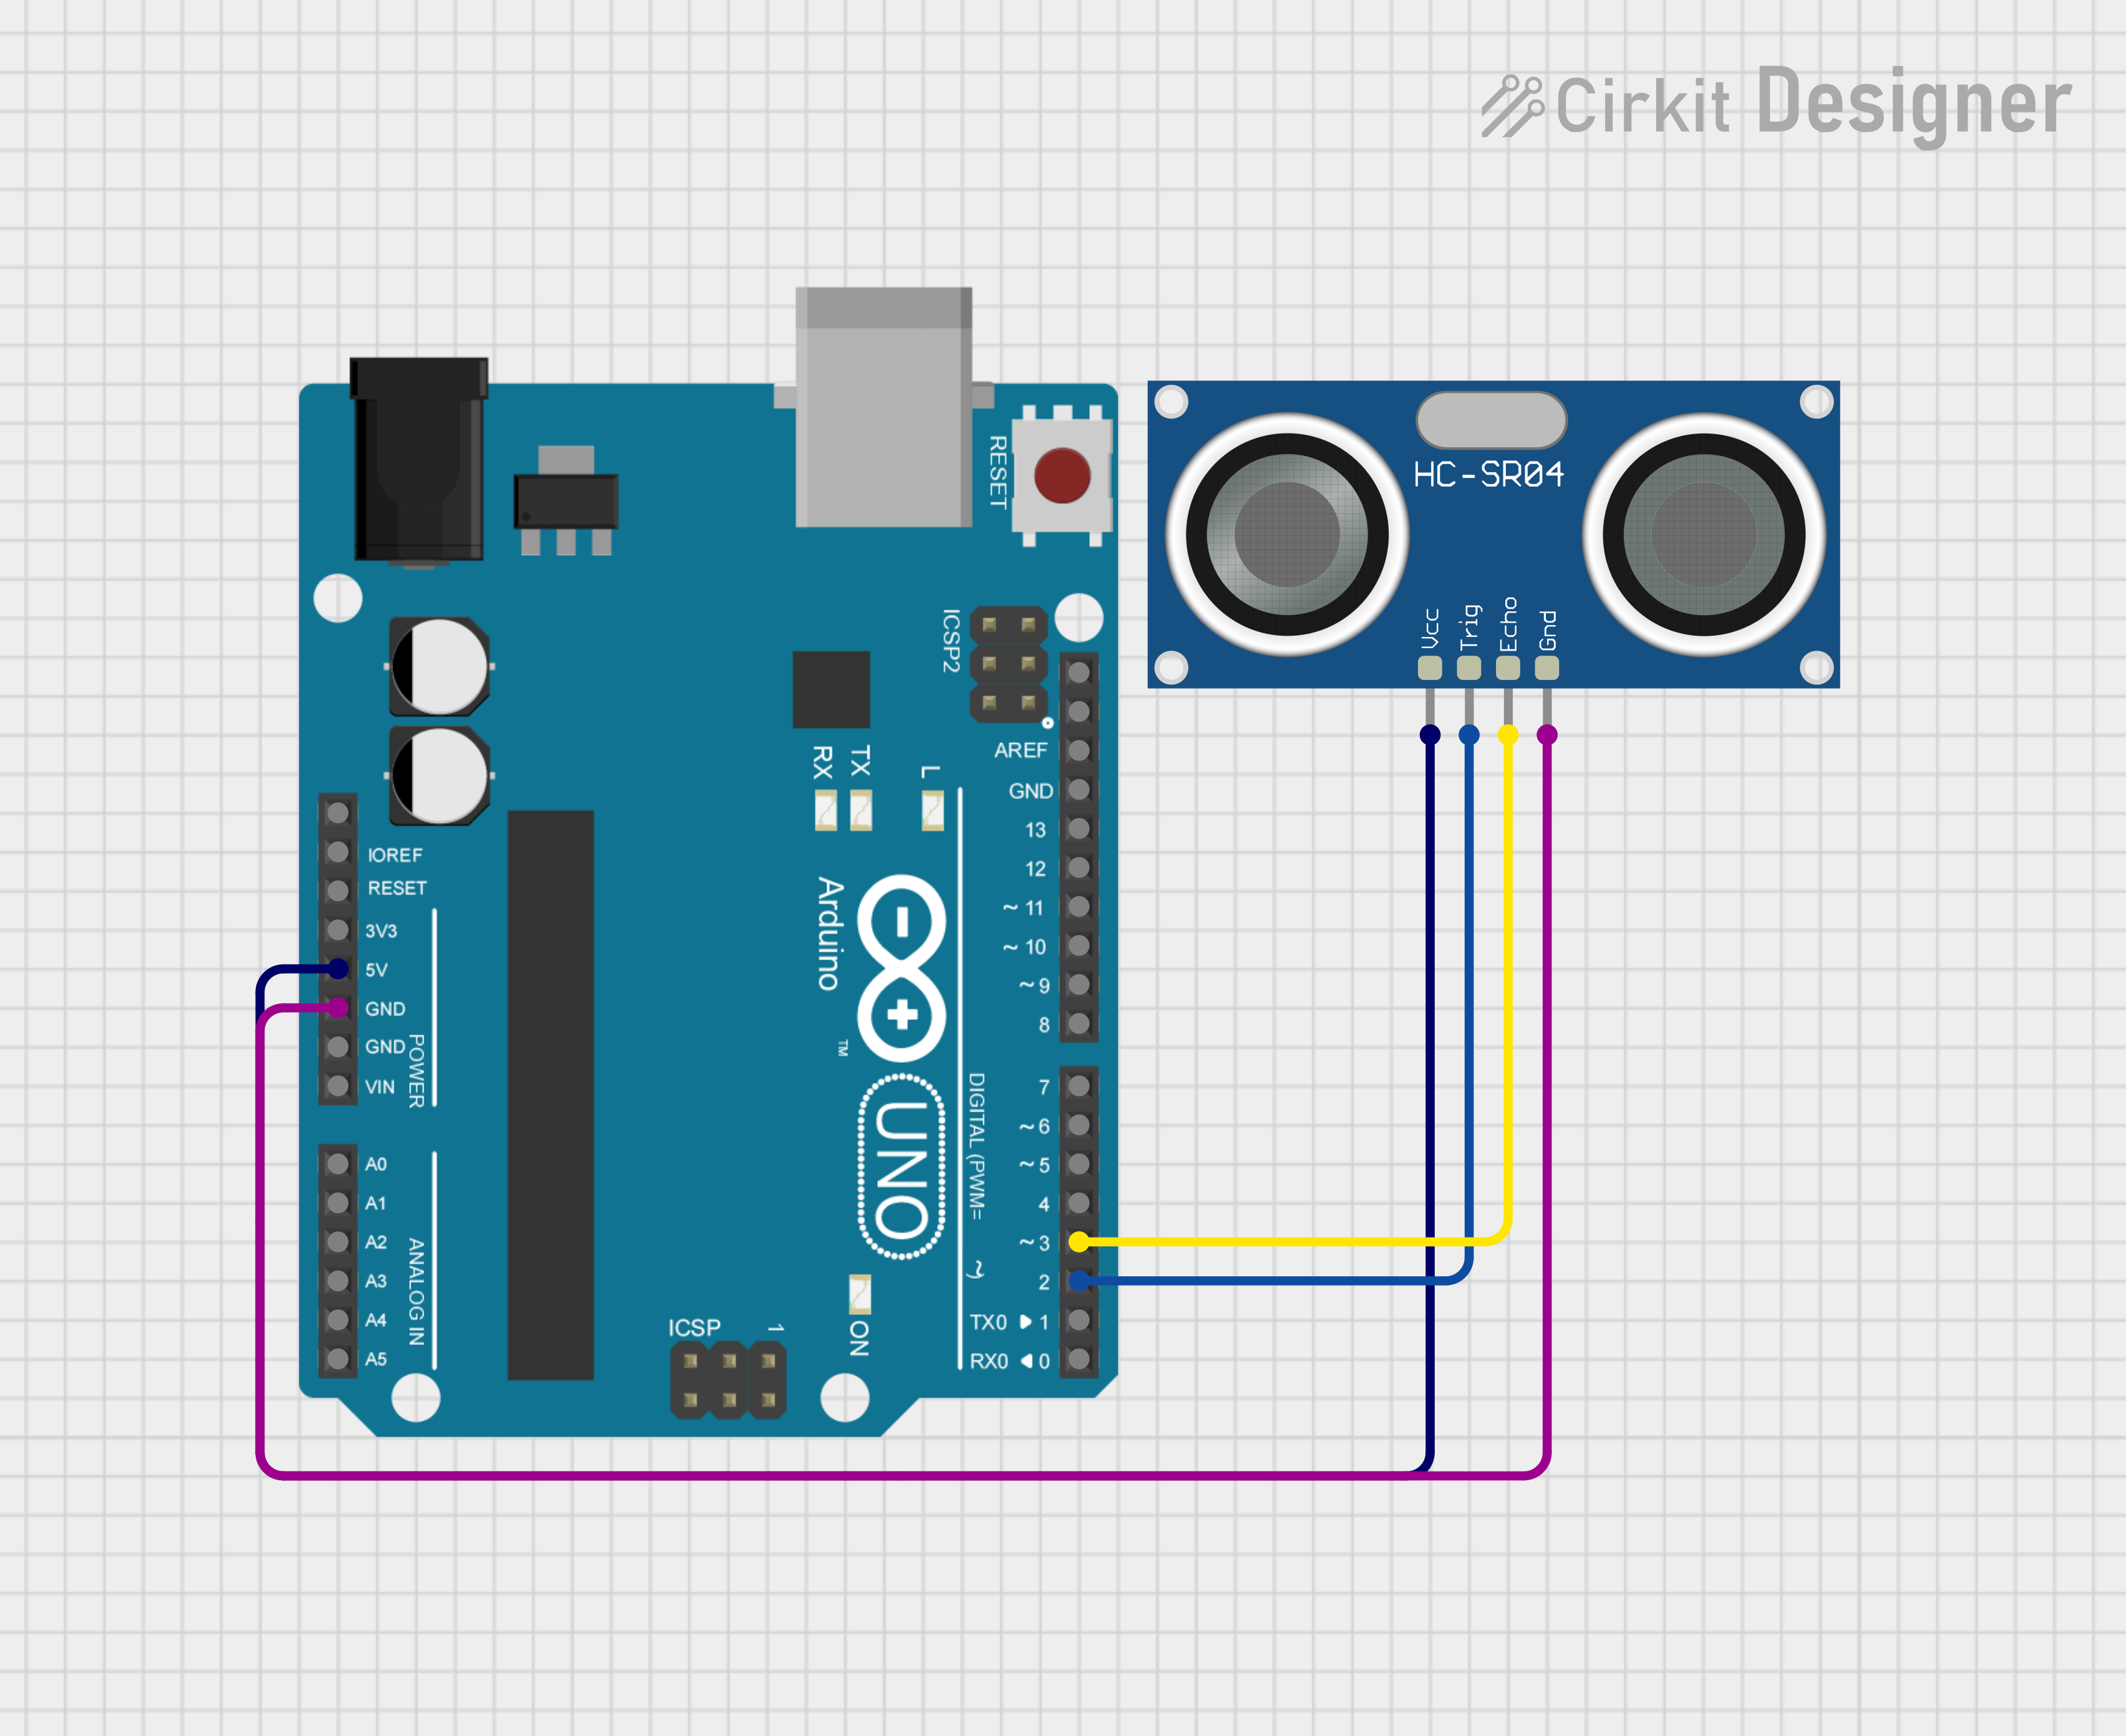 Cirkit Designer
HC-SR04
Vcc
Trig
Echo
Gnd
RESET
ICSP2
AREF
GND
13
12
~ 11
~ 10
~ 9
8
7
~ 6
~ 5
4
~ 3
2
TX0 ▶ 1
RX0 ◀ 0
RX
TX
L
Arduino
TM
UNO
DIGITAL (PWM= ~)
ON
ICSP
1
IOREF
RESET
3V3
5V
GND
GND
VIN
POWER
A0
A1
A2
A3
A4
A5
ANALOG IN